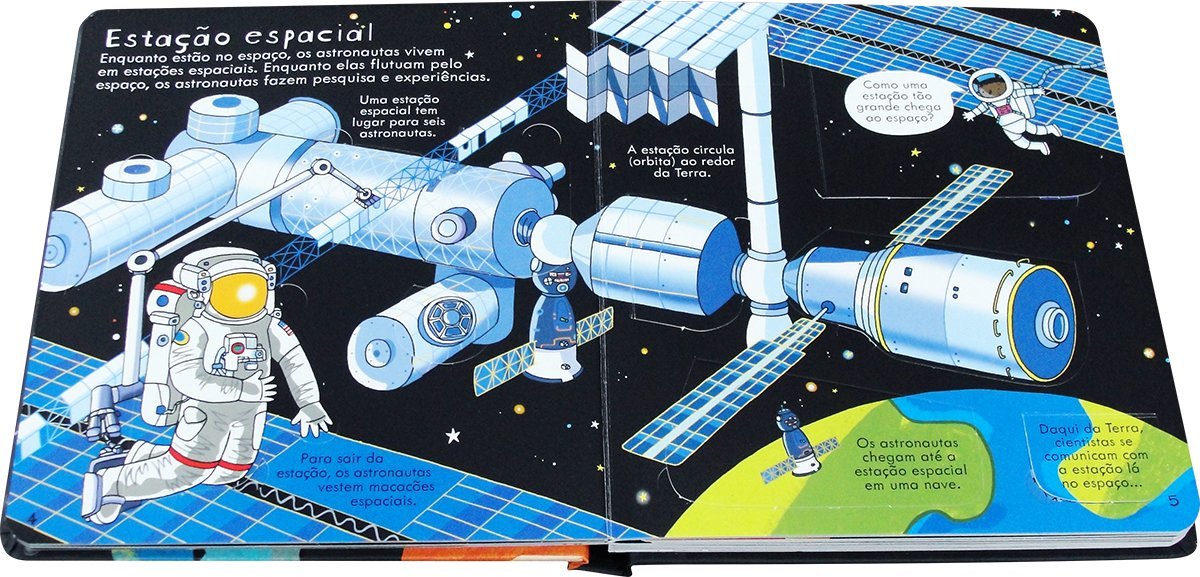 Estação espacial
Enquanto estão no espaço, os astronautas vivem
em estações espaciais. Enquanto elas flutuam pelo
espaço, os astronautas fazem pesquisa e experiências.
Uma estação
espacial tem
lugar para seis
astronautas.
Para sair da
estação, os astronautas
vestem macacões
espaciais.
4
Como uma
estação tão
grande chega
ao espaço?
A estação circula
(orbita) ao redor
da Terra.
Os astronautas
chegam até a
estação espacial
em uma nave.
Daqui da Terra,
cientistas se
comunicam com
a estação lá
no espaço...
5